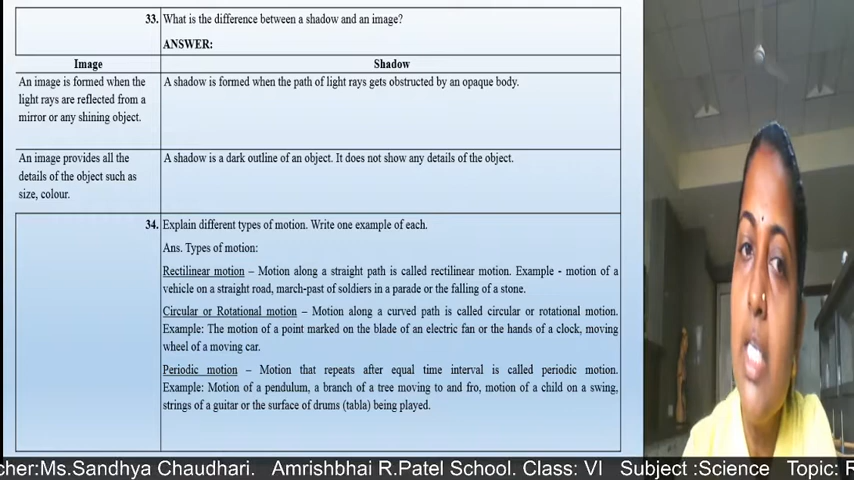 33. What is the difference between a shadow and an image?
ANSWER:
Image Shadow
An image is formed when the light rays are reflected from a mirror or any shining object. A shadow is formed when the path of light rays gets obstructed by an opaque body.
An image provides all the details of the object such as size, colour. A shadow is a dark outline of an object. It does not show any details of the object.
34. Explain different types of motion. Write one example of each.
Ans. Types of motion:
Rectilinear motion – Motion along a straight path is called rectilinear motion. Example - motion of a
vehicle on a straight road, march-past of soldiers in a parade or the falling of a stone.
Circular or Rotational motion – Motion along a curved path is called circular or rotational motion.
Example: The motion of a point marked on the blade of an electric fan or the hands of a clock, moving
wheel of a moving car.
Periodic motion – Motion that repeats after equal time interval is called periodic motion.
Example: Motion of a pendulum, a branch of a tree moving to and fro, motion of a child on a swing,
strings of a guitar or the surface of drums (tabla) being played.
cher:Ms.Sandhya Chaudhari. Amrishbhai R.Patel School. Class: VI Subject :Science Topic: R